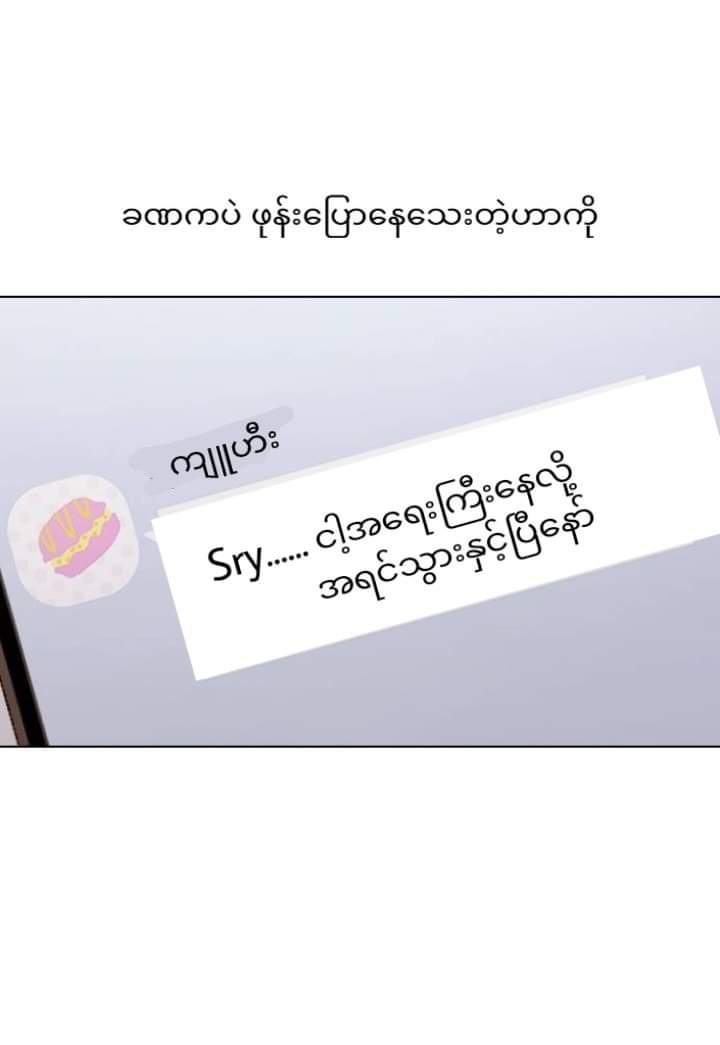 ခဏကပဲ ဖုန်းပြောနေသေးတဲ့ဟာကို
ကျူဟီး
Sry...... ငါ့အရေးကြီးနေလို့
အရင်သွားနှင့်ပြီနော်